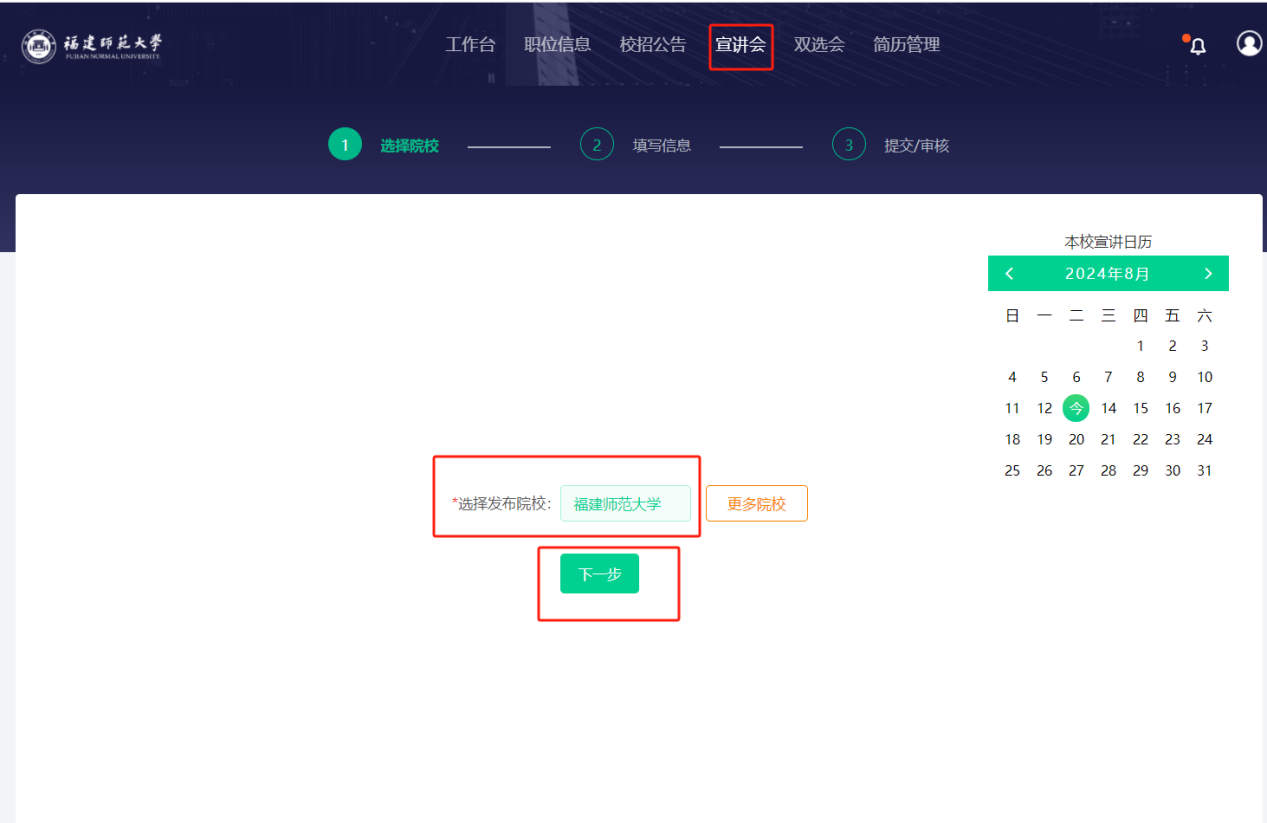 福建师范大学
FUJIAN NORMAL UNIVERSITY
工作台 职位信息 校招公告 宣讲会 双选会 简历管理
1 选择院校 2 填写信息 3 提交/审核
本校宣讲日历
2024年8月
日 一 二 三 四 五 六
1 2 3
4 5 6 7 8 9 10
11 12 今 14 15 16 17
18 19 20 21 22 23 24
25 26 27 28 29 30 31
*选择发布院校: 福建师范大学 更多院校
下一步